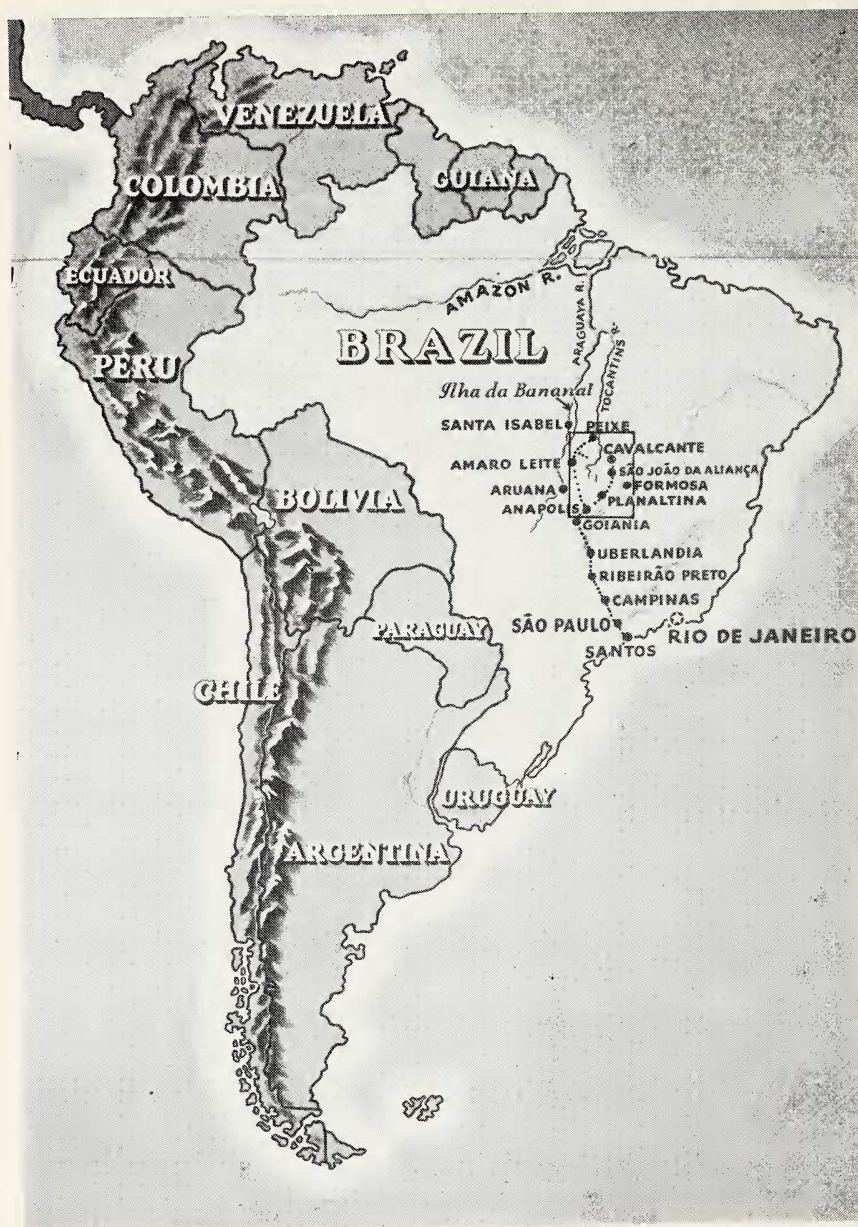 VENEZUELA
COLOMBIA
GUIANA
ECUADOR
AMAZON R.
ARAGUAYA R.
TOCANTINS R.
PERU
BRAZIL
Ilha da Bananal
SANTA ISABEL
PEIXE
CAVALCANTE
AMARO LEITE
SÃO JOÃO DA ALIANÇA
FORMOSA
ARUANA
PLANALTINA
BOLIVIA
ANAPOLIS
GOIANIA
UBERLANDIA
RIBEIRÃO PRETO
CAMPINAS
PARAGUAY
SÃO PAULO
RIO DE JANEIRO
SANTOS
CHILE
URUGUAY
ARGENTINA